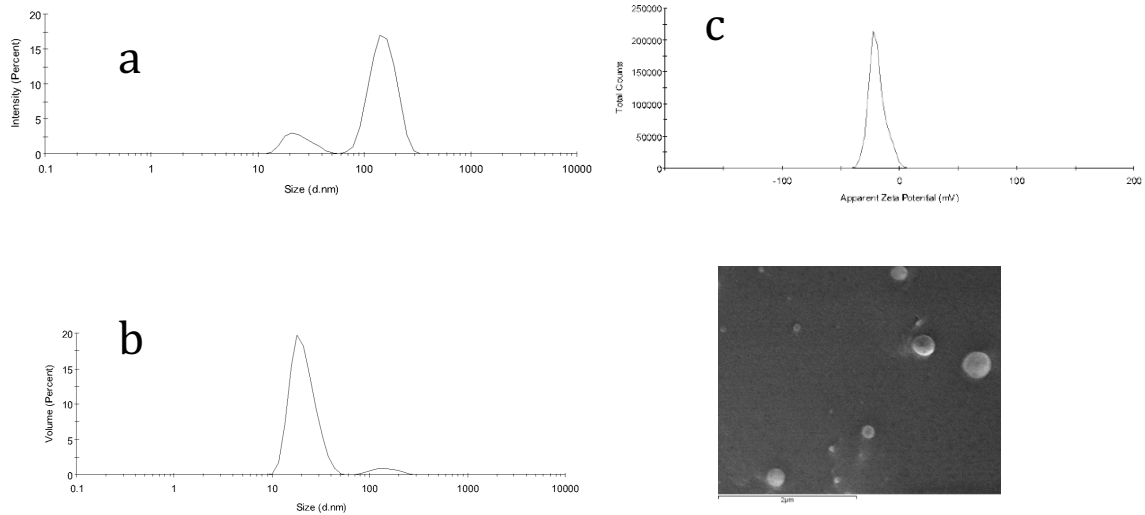 a
20
15
10
5
0
Intensity (Percent)
0.1 1 10 100 1000 10000
Size (d.nm)
c
250000
200000
150000
100000
50000
0
Total Counts
-100 0 100 200
Apparent Zeta Potential (mV)
b
20
15
10
5
0
Volume (Percent)
0.1 1 10 100 1000 10000
Size (d.nm)
2µm